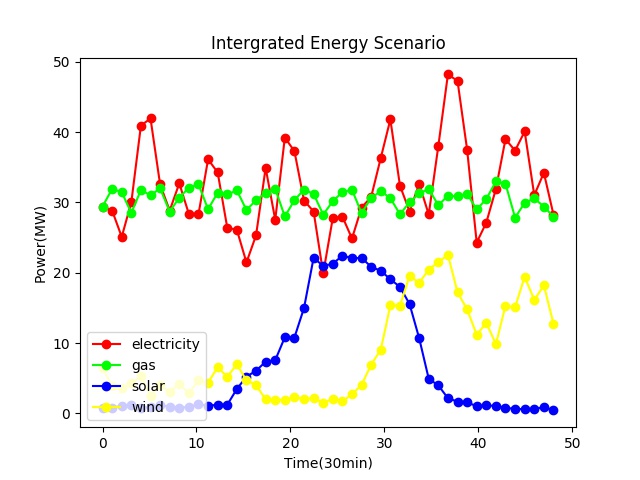 Intergrated Energy Scenario
Power(MW)
50
40
30
20
10
0
electricity
gas
solar
wind
0 10 20 30 40 50
Time(30min)